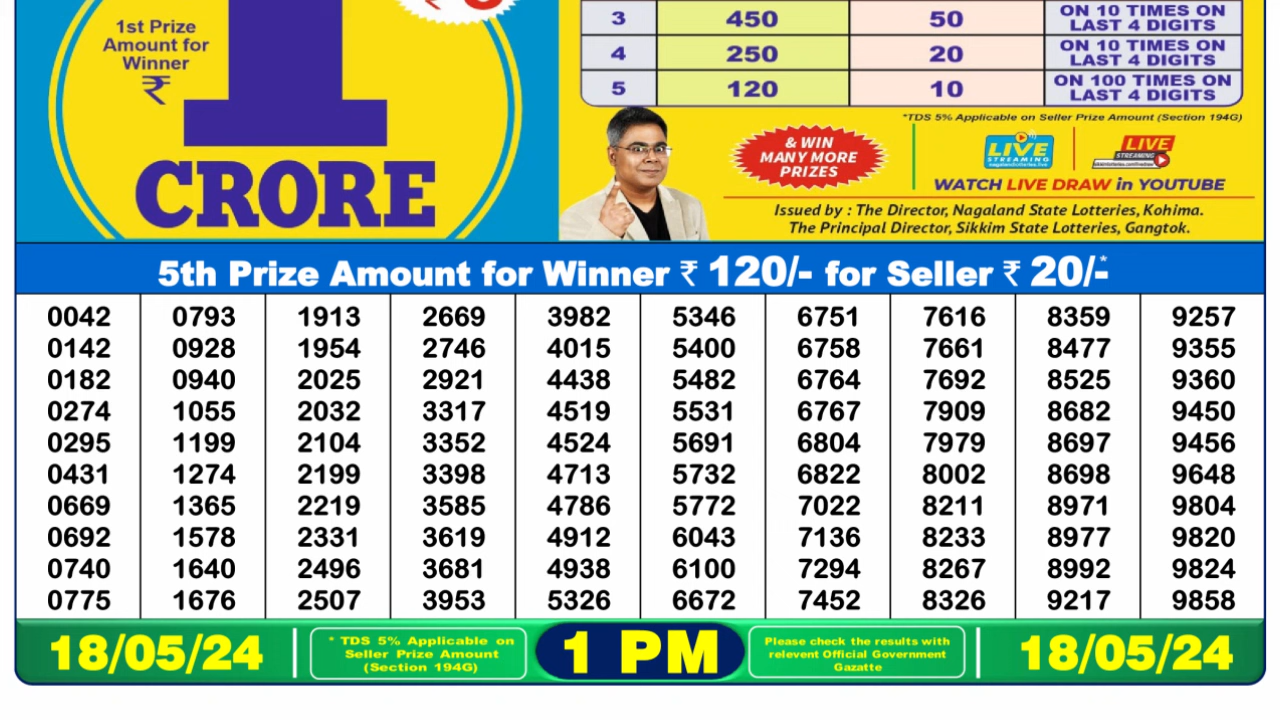 1st Prize
Amount for
Winner
₹
1
CRORE
3 450 50 ON 10 TIMES ON LAST 4 DIGITS
4 250 20 ON 10 TIMES ON LAST 4 DIGITS
5 120 10 ON 100 TIMES ON LAST 4 DIGITS
*TDS 5% Applicable on Seller Prize Amount (Section 194G)
& WIN
MANY MORE
PRIZES
LIVE
STREAMING
LIVE
STREAMING
WATCH LIVE DRAW in YOUTUBE
Issued by : The Director, Nagaland State Lotteries, Kohima.
The Principal Director, Sikkim State Lotteries, Gangtok.
5th Prize Amount for Winner ₹ 120/- for Seller ₹ 20/-*
0042 0793 1913 2669 3982 5346 6751 7616 8359 9257
0142 0928 1954 2746 4015 5400 6758 7661 8477 9355
0182 0940 2025 2921 4438 5482 6764 7692 8525 9360
0274 1055 2032 3317 4519 5531 6767 7909 8682 9450
0295 1199 2104 3352 4524 5691 6804 7979 8697 9456
0431 1274 2199 3398 4713 5732 6822 8002 8698 9648
0669 1365 2219 3585 4786 5772 7022 8211 8971 9804
0692 1578 2331 3619 4912 6043 7136 8233 8977 9820
0740 1640 2496 3681 4938 6100 7294 8267 8992 9824
0775 1676 2507 3953 5326 6672 7452 8326 9217 9858
18/05/24
* TDS 5% Applicable on
Seller Prize Amount
(Section 194G)
1 PM
Please check the results with
relevent Official Government
Gazatte
18/05/24